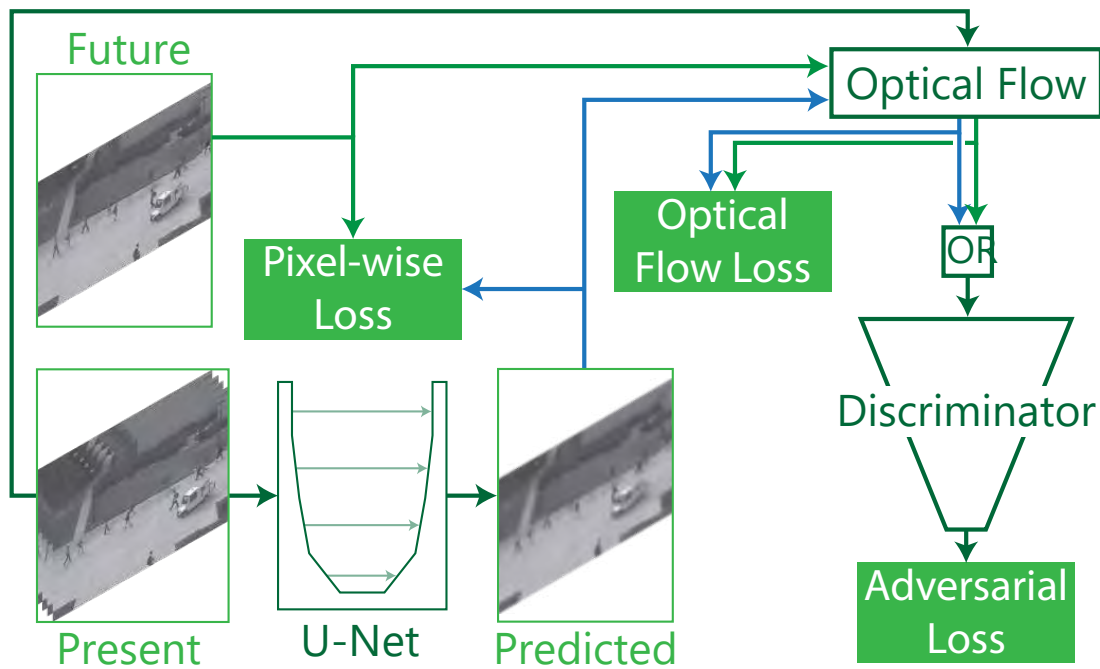 Future
Optical Flow
Optical
Flow Loss
Pixel-wise
Loss
OR
Discriminator
Adversarial
Loss
Present
U-Net
Predicted